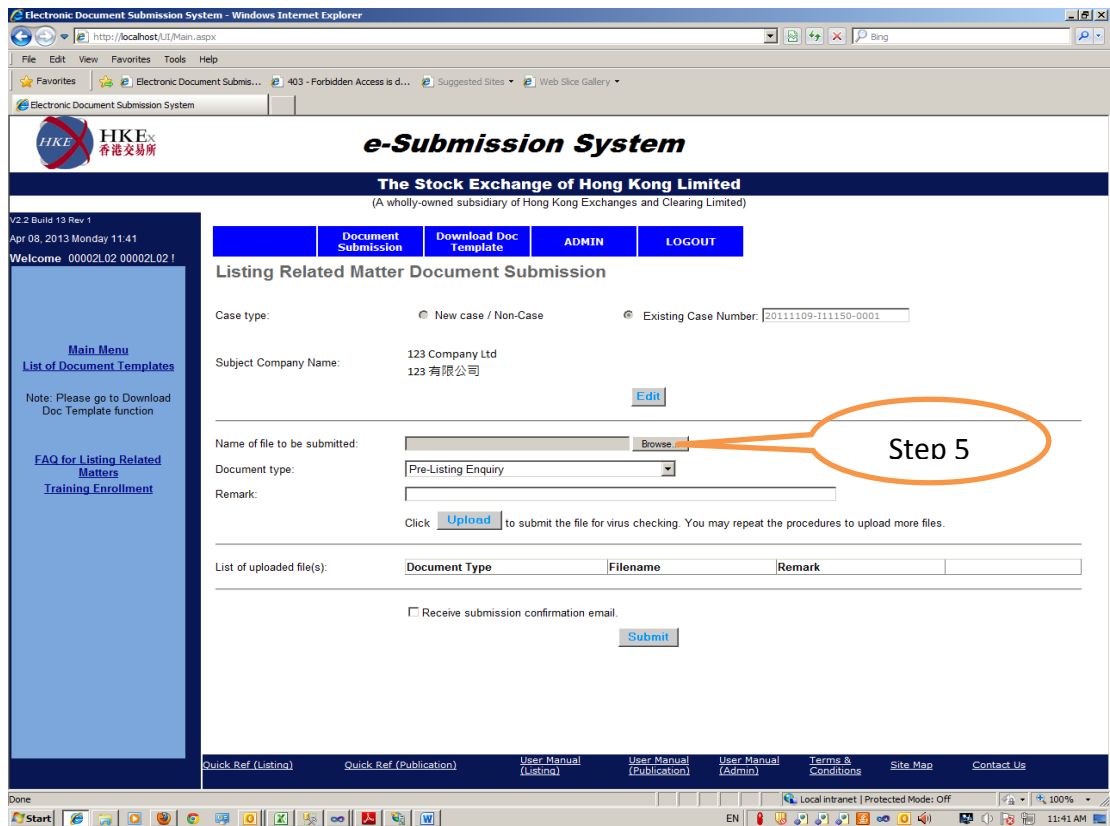 Electronic Document Submission System - Windows Internet Explorer
http://localhost/UI/Main.aspx
Bing
File Edit View Favorites Tools Help
Favorites Electronic Document Submis... 403 - Forbidden Access is d... Suggested Sites Web Slice Gallery
Electronic Document Submission System
HKE HKEx
香港交易所
e-Submission System
The Stock Exchange of Hong Kong Limited
(A wholly-owned subsidiary of Hong Kong Exchanges and Clearing Limited)
V2.2 Build 13 Rev 1
Apr 08, 2013 Monday 11:41
Welcome 00002L02 00002L02 !
Main Menu
List of Document Templates
Note: Please go to Download
Doc Template function
FAQ for Listing Related
Matters
Training Enrollment
Document Submission Download Doc Template ADMIN LOGOUT
Listing Related Matter Document Submission
Case type: New case / Non-Case Existing Case Number: 20111109-I11150-0001
Subject Company Name: 123 Company Ltd
123 有限公司
Edit
Name of file to be submitted: Browse...
Step 5
Document type: Pre-Listing Enquiry
Remark:
Click Upload to submit the file for virus checking. You may repeat the procedures to upload more files.
List of uploaded file(s): Document Type Filename Remark
Receive submission confirmation email.
Submit
Quick Ref (Listing) Quick Ref (Publication) User Manual (Listing) User Manual (Publication) User Manual (Admin) Terms & Conditions Site Map Contact Us
Done Local intranet | Protected Mode: Off 100%
Start EN 11:41 AM